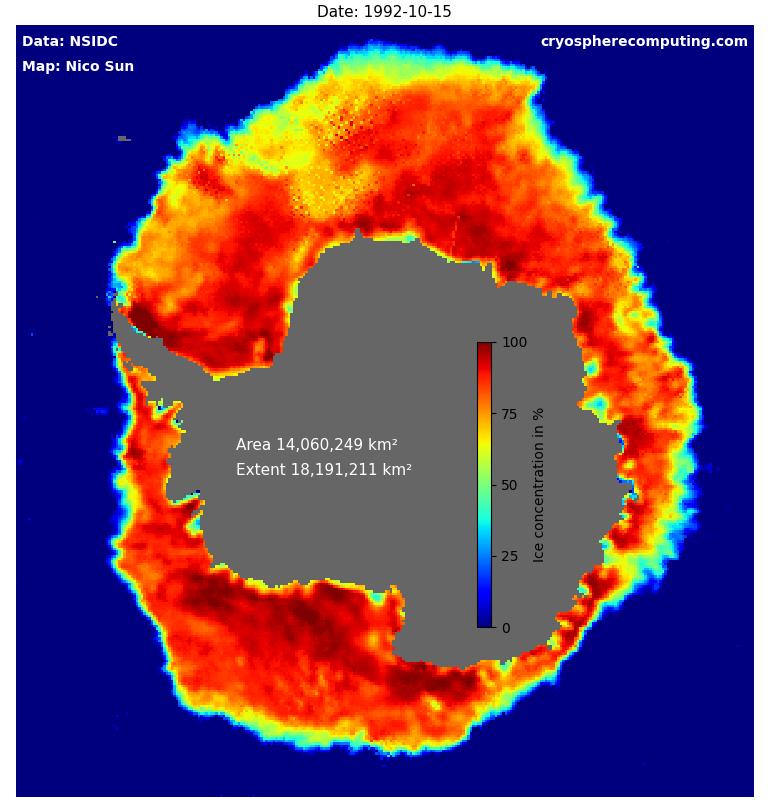 Date: 1992-10-15
Data: NSIDC
cryospherecomputing.com
Map: Nico Sun
100
75
50
25
0
Ice concentration in %
Area 14,060,249 km²
Extent 18,191,211 km²